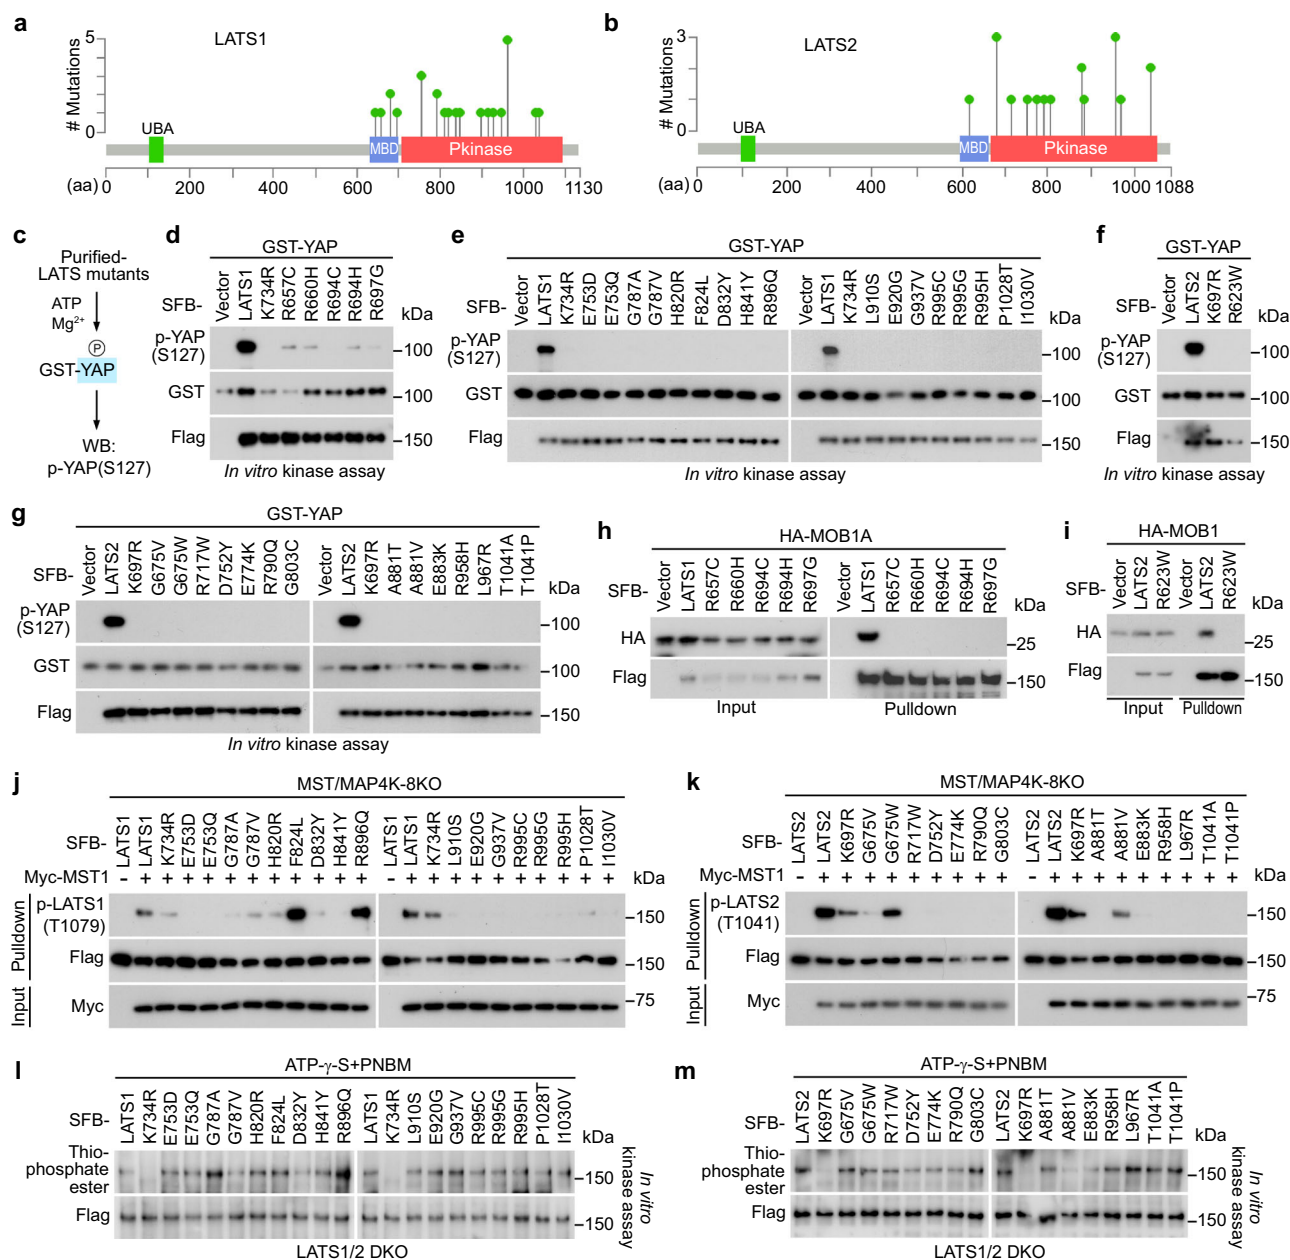 a
LATS1
# Mutations
5
0
UBA
MBD
Pkinase
(aa)
0 200 400 600 800 1000 1130
b
LATS2
# Mutations
3
0
UBA
MBD
Pkinase
(aa)
0 200 400 600 800 1000 1088
c
Purified-
LATS mutants
ATP
Mg2+
P
GST-YAP
WB:
p-YAP(S127)
d
GST-YAP
SFB- Vector LATS1 K734R R657C R660H R694C R694H R697G
kDa
p-YAP
(S127)
–100
GST
–100
Flag
–150
In vitro kinase assay
e
GST-YAP
SFB- Vector LATS1 K734R E753D E753Q G787A G787V H820R F824L D832Y H841Y R896Q Vector LATS1 K734R L910S E920G G937V R995C R995G R995H P1028T I1030V
kDa
p-YAP
(S127)
–100
GST
–100
Flag
–150
In vitro kinase assay
f
GST-YAP
SFB- Vector LATS2 K697R R623W
kDa
p-YAP
(S127)
–100
GST
–100
Flag
–150
In vitro kinase assay
g
GST-YAP
SFB- Vector LATS2 K697R G675V G675W R717W D752Y E774K R790Q G803C Vector LATS2 K697R A881T A881V E883K R958H L967R T1041A T1041P
kDa
p-YAP
(S127)
–100
GST
–100
Flag
–150
In vitro kinase assay
h
HA-MOB1A
SFB- Vector LATS1 R657C R660H R694C R694H R697G Vector LATS1 R657C R660H R694C R694H R697G
kDa
HA
–25
Flag
–150
Input Pulldown
i
HA-MOB1
SFB- Vector LATS2 R623W Vector LATS2 R623W
kDa
HA
–25
Flag
–150
Input Pulldown
j
MST/MAP4K-8KO
SFB- LATS1 LATS1 K734R E753D E753Q G787A G787V H820R F824L D832Y H841Y R896Q LATS1 LATS1 K734R L910S E920G G937V R995C R995G R995H P1028T I1030V
Myc-MST1 - + + + + + + + + + + + - + + + + + + + + + +
kDa
Pulldown
p-LATS1
(T1079)
–150
Flag
–150
Input
Myc
–75
k
MST/MAP4K-8KO
SFB- LATS2 LATS2 K697R G675V G675W R717W D752Y E774K R790Q G803C LATS2 LATS2 K697R A881T A881V E883K R958H L967R T1041A T1041P
Myc-MST1 - + + + + + + + + + - + + + + + + + + +
kDa
Pulldown
p-LATS2
(T1041)
–150
Flag
–150
Input
Myc
–75
l
ATP-γ-S+PNBM
SFB- LATS1 K734R E753D E753Q G787A G787V H820R F824L D832Y H841Y R896Q LATS1 K734R L910S E920G G937V R995C R995G R995H P1028T I1030V
kDa
Thio-
phosphate
ester
–150
Flag
–150
In vitro
kinase assay
LATS1/2 DKO
m
ATP-γ-S+PNBM
SFB- LATS2 K697R G675V G675W R717W D752Y E774K R790Q G803C LATS2 K697R A881T A881V E883K R958H L967R T1041A T1041P
kDa
Thio-
phosphate
ester
–150
Flag
–150
In vitro
kinase assay
LATS1/2 DKO